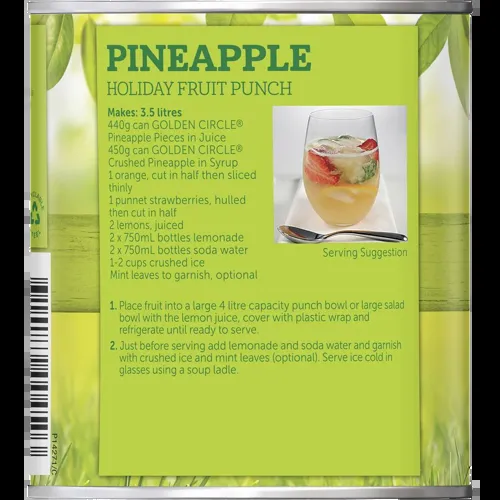 PINEAPPLE
HOLIDAY FRUIT PUNCH
Makes: 3.5 litres
440g can GOLDEN CIRCLE®
Pineapple Pieces in Juice
450g can GOLDEN CIRCLE®
Crushed Pineapple in Syrup
1 orange, cut in half then sliced
thinly
1 punnet strawberries, hulled
then cut in half
2 lemons, juiced
2 x 750mL bottles lemonade
2 x 750mL bottles soda water
1-2 cups crushed ice
Mint leaves to garnish, optional
Serving Suggestion
1. Place fruit into a large 4 litre capacity punch bowl or large salad
bowl with the lemon juice, cover with plastic wrap and
refrigerate until ready to serve.
2. Just before serving add lemonade and soda water and garnish
with crushed ice and mint leaves (optional). Serve ice cold in
glasses using a soup ladle.
P14271/C